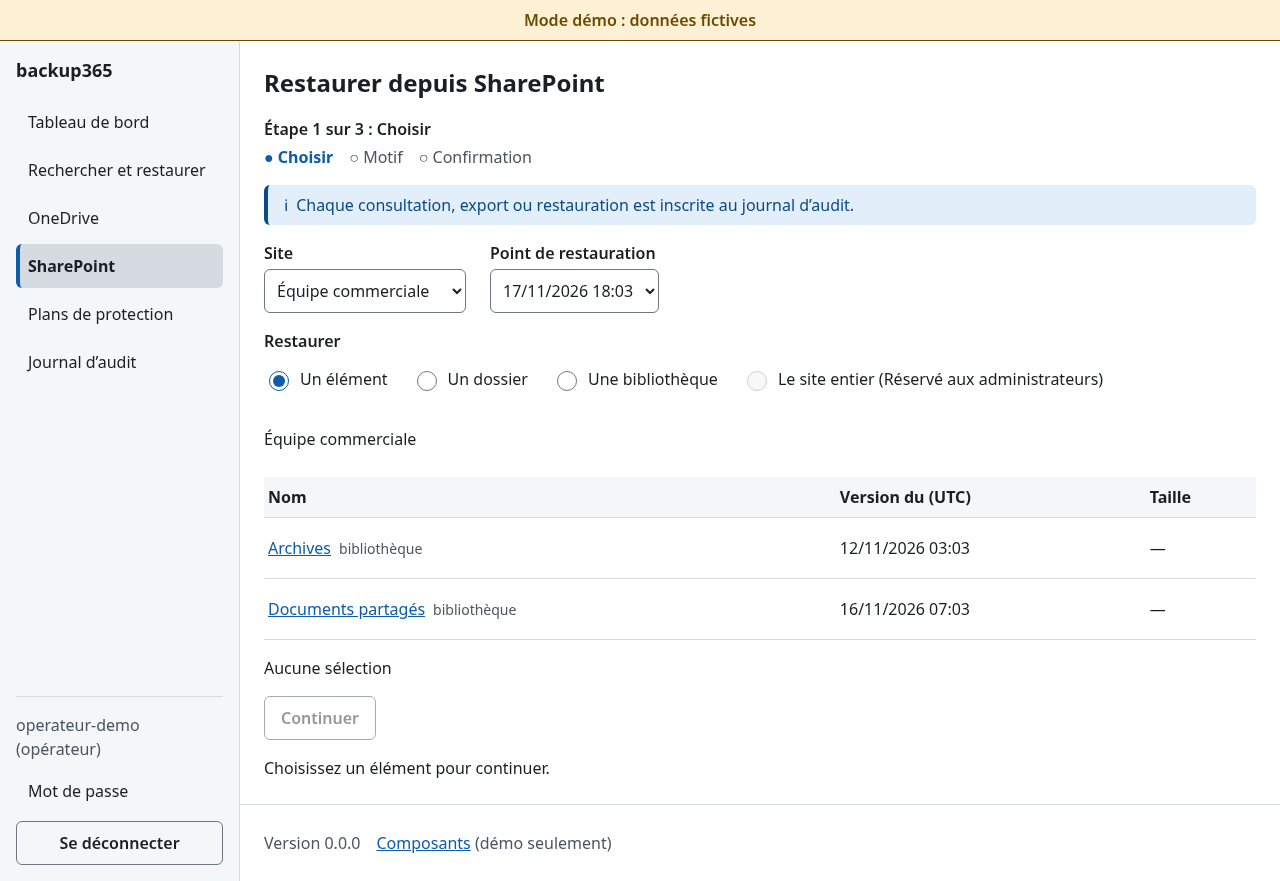 Mode démo : données fictives
backup365
Tableau de bord
Rechercher et restaurer
OneDrive
SharePoint
Plans de protection
Journal d’audit
operateur-demo
(opérateur)
Mot de passe
Se déconnecter
Restaurer depuis SharePoint
Étape 1 sur 3 : Choisir
● Choisir ○ Motif ○ Confirmation
i Chaque consultation, export ou restauration est inscrite au journal d’audit.
Site Point de restauration
Équipe commerciale 17/11/2026 18:03
Restaurer
Un élément Un dossier Une bibliothèque Le site entier (Réservé aux administrateurs)
Équipe commerciale
Nom Version du (UTC) Taille
Archives bibliothèque 12/11/2026 03:03 —
Documents partagés bibliothèque 16/11/2026 07:03 —
Aucune sélection
Continuer
Choisissez un élément pour continuer.
Version 0.0.0 Composants (démo seulement)